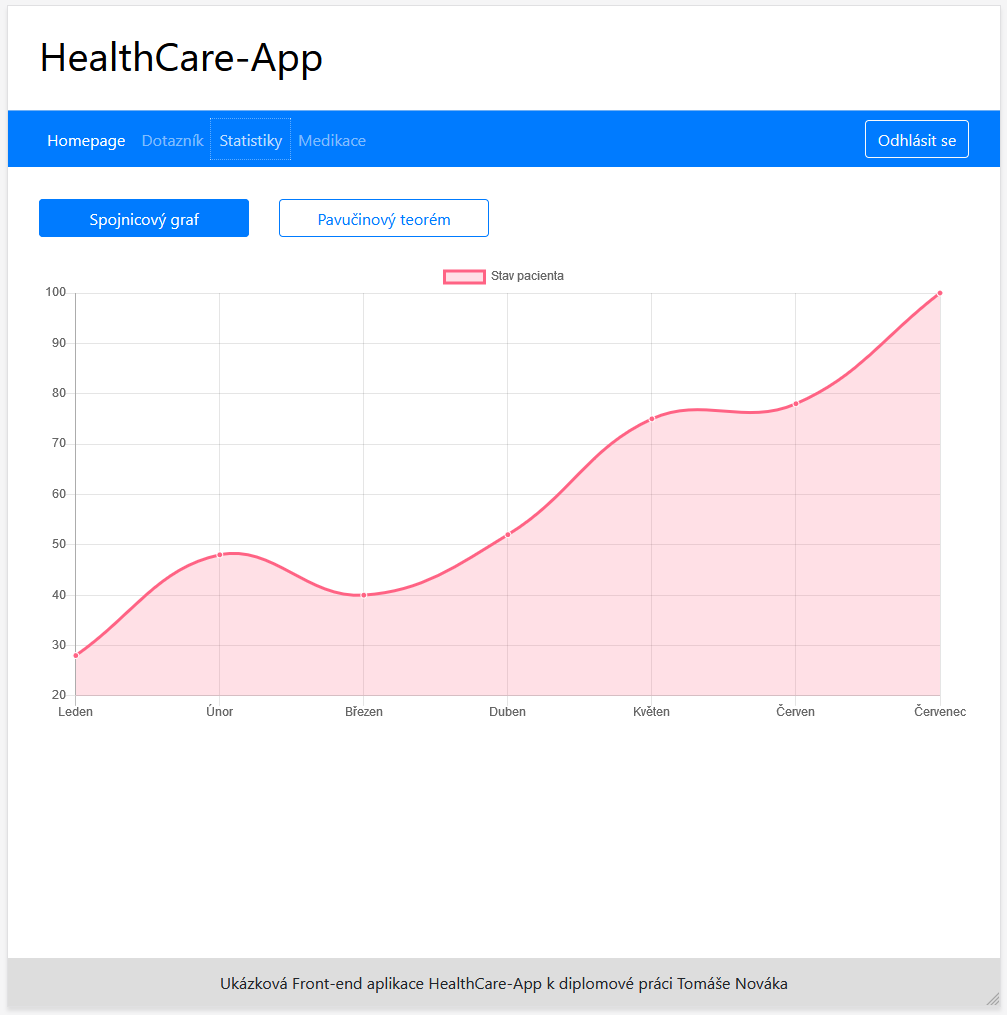 HealthCare-App
Homepage Dotazník Statistiky Medikace Odhlásit se
Spojnicový graf Pavučinový teorém
Stav pacienta
100
90
80
70
60
50
40
30
20
Leden Únor Březen Duben Květen Červen Červenec
Ukázková Front-end aplikace HealthCare-App k diplomové práci Tomáše Nováka